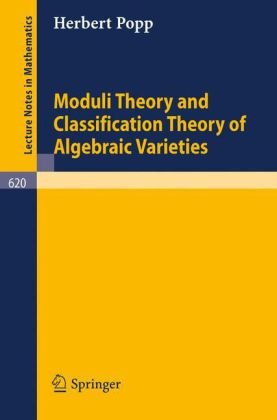 Herbert Popp
Lecture Notes in Mathematics
Moduli Theory and
Classification Theory of
Algebraic Varieties
620
Springer